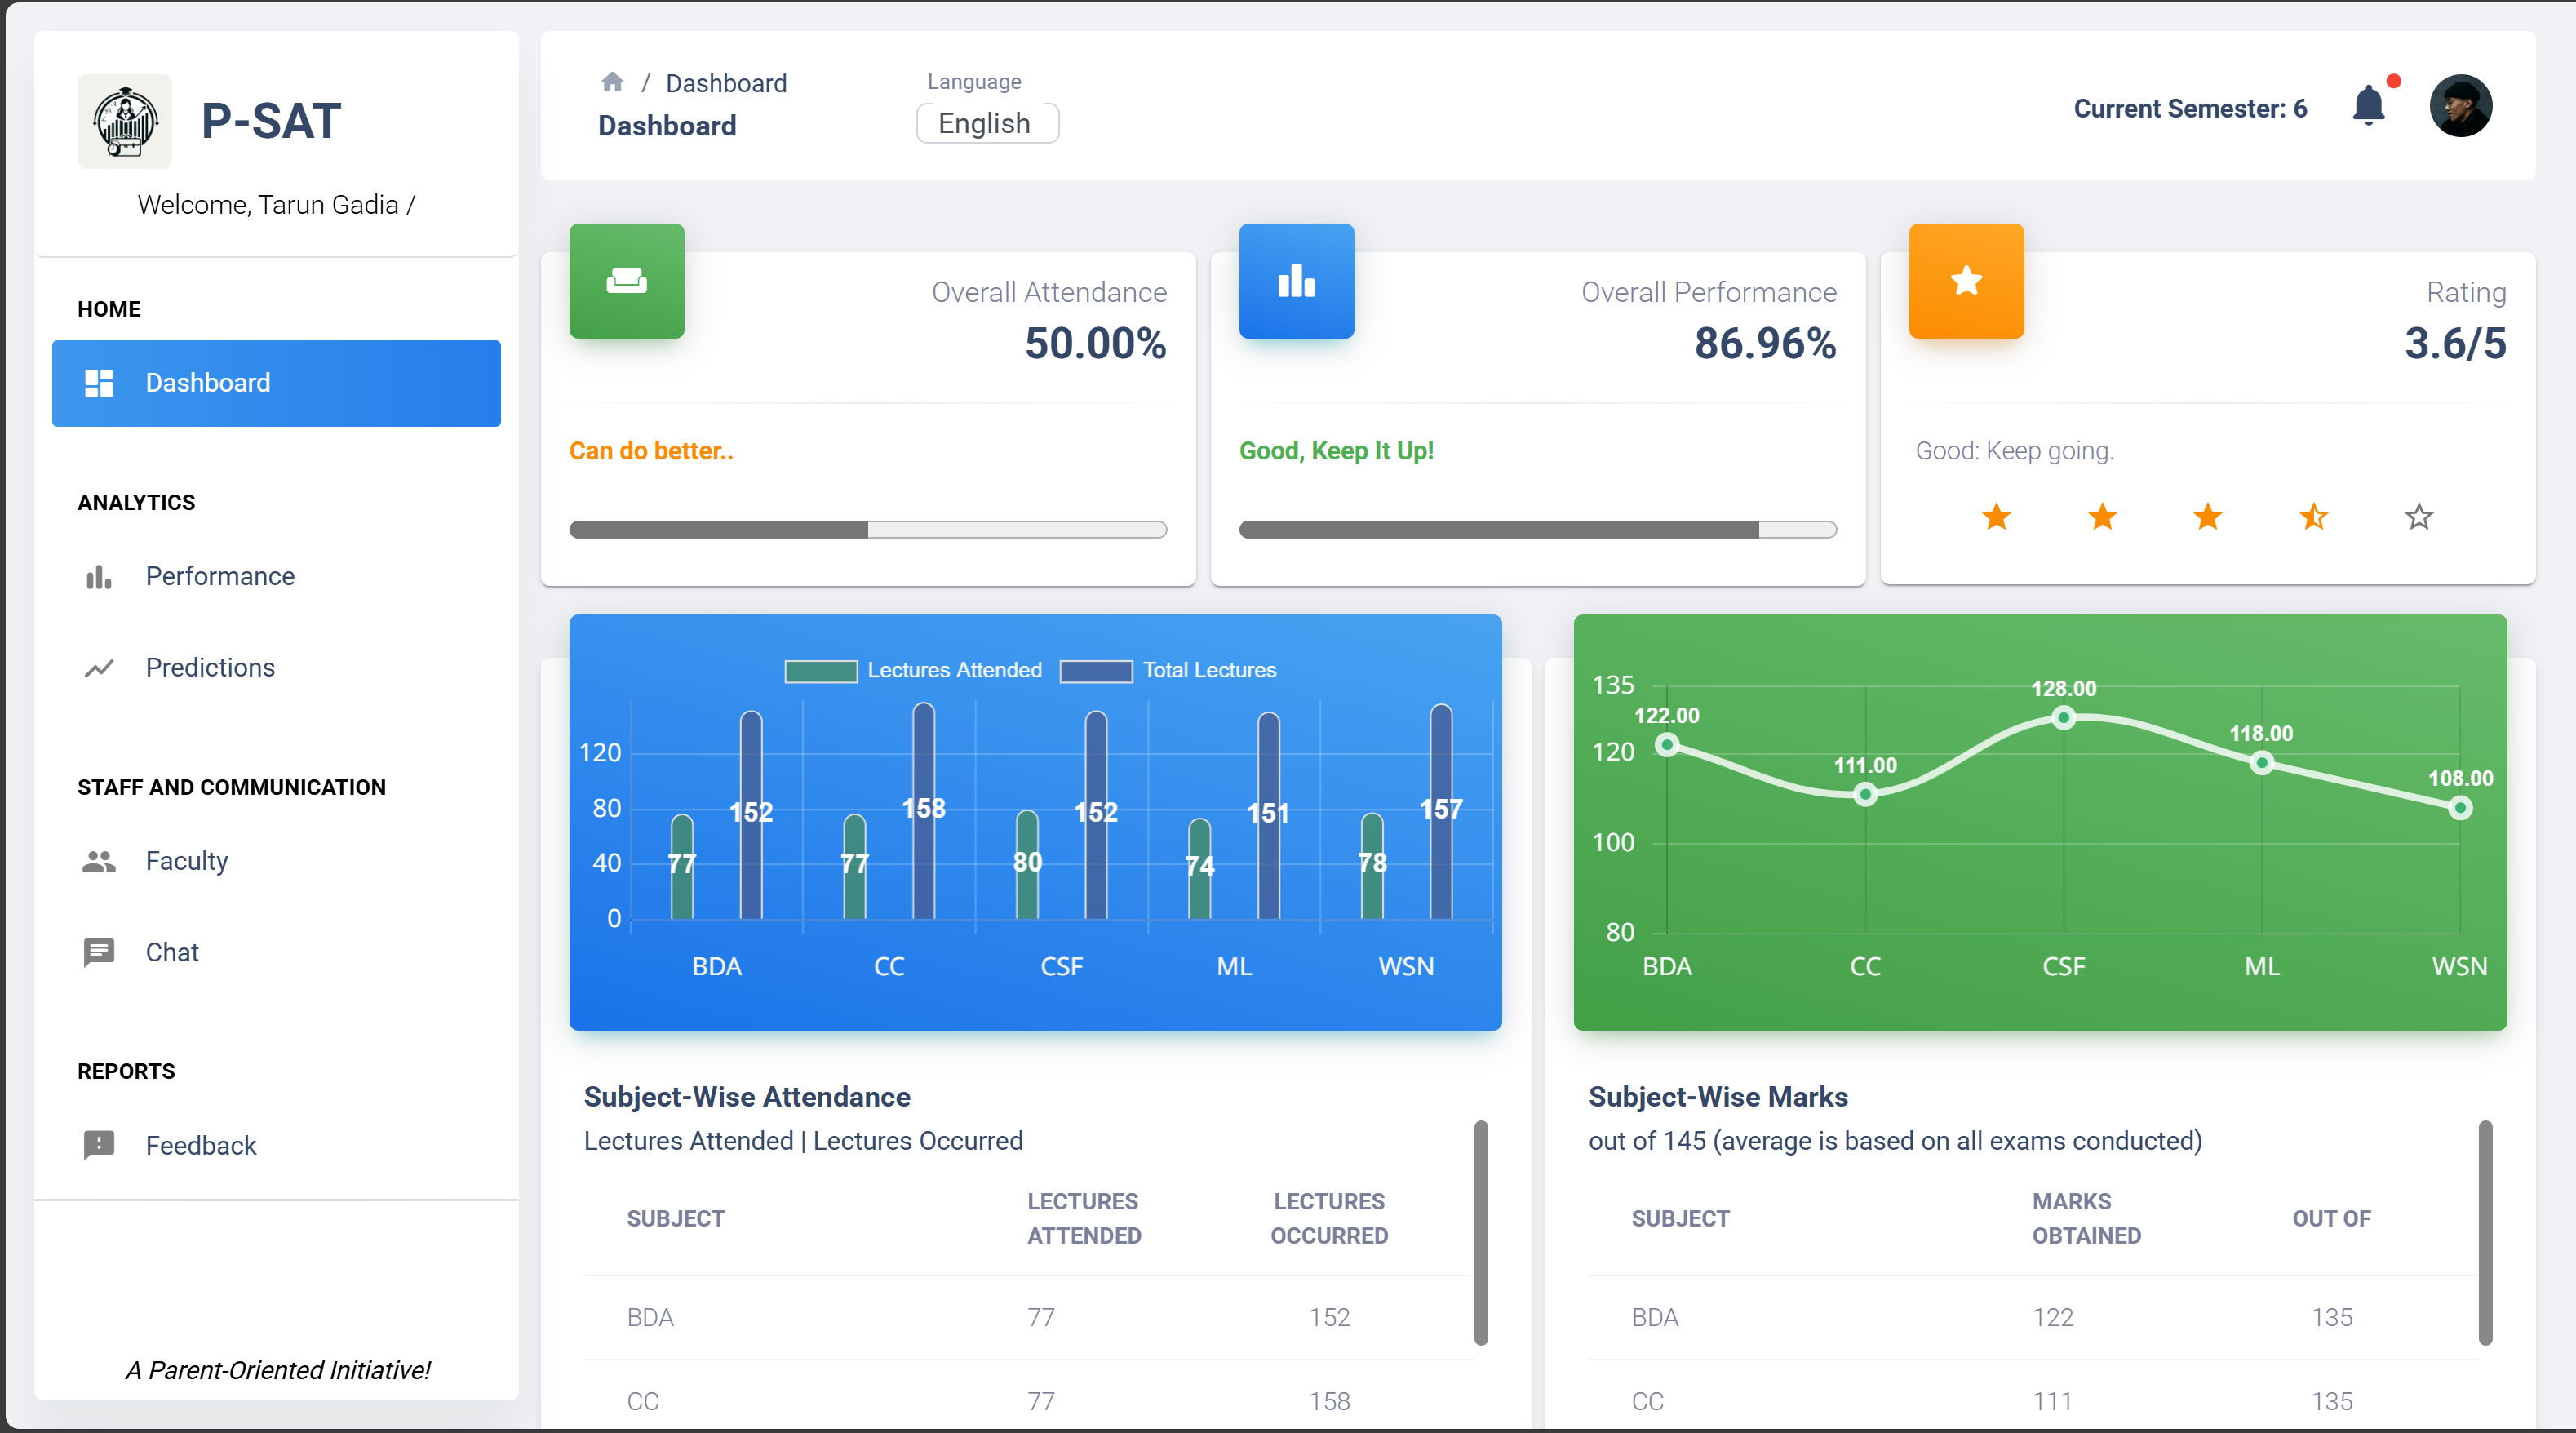 P-SAT
Welcome, Tarun Gadia /
HOME
Dashboard
ANALYTICS
Performance
Predictions
STAFF AND COMMUNICATION
Faculty
Chat
REPORTS
Feedback
A Parent-Oriented Initiative!
/ Dashboard
Dashboard
Language
English
Current Semester: 6
Overall Attendance
50.00%
Can do better..
Overall Performance
86.96%
Good, Keep It Up!
Rating
3.6/5
Good: Keep going.
Lectures Attended Total Lectures
120
80
40
0
77 152 77 158 80 152 74 151 78 157
BDA CC CSF ML WSN
Subject-Wise Attendance
Lectures Attended | Lectures Occurred
SUBJECT LECTURES ATTENDED LECTURES OCCURRED
BDA 77 152
CC 77 158
135
120
100
80
122.00 111.00 128.00 118.00 108.00
BDA CC CSF ML WSN
Subject-Wise Marks
out of 145 (average is based on all exams conducted)
SUBJECT MARKS OBTAINED OUT OF
BDA 122 135
CC 111 135